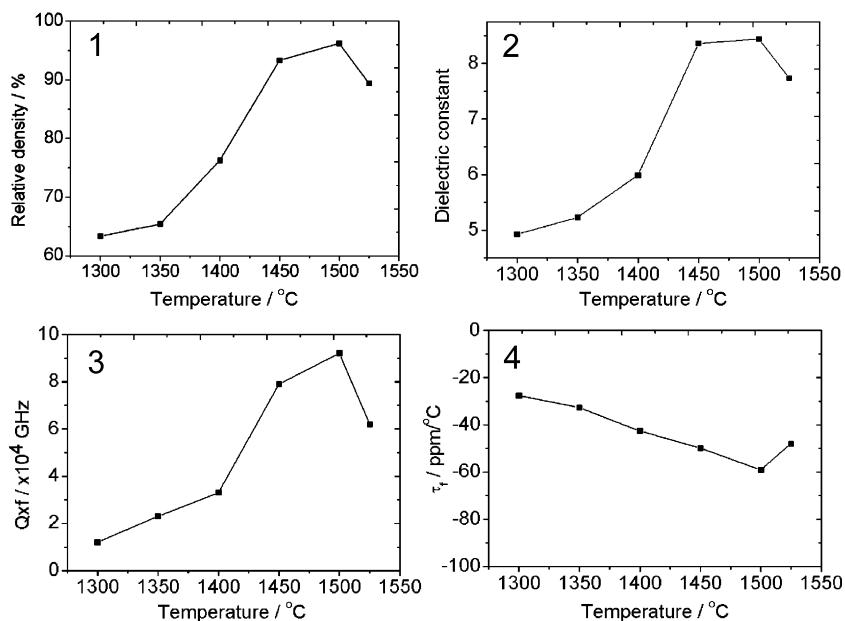 1
Relative density / %
100
90
80
70
60
1300 1350 1400 1450 1500 1550
Temperature / °C
2
Dielectric constant
8
7
6
5
1300 1350 1400 1450 1500 1550
Temperature / °C
3
Qxf / x10⁴ GHz
10
8
6
4
2
0
1300 1350 1400 1450 1500 1550
Temperature / °C
4
τf / ppm/°C
0
-20
-40
-60
-80
-100
1300 1350 1400 1450 1500 1550
Temperature / °C